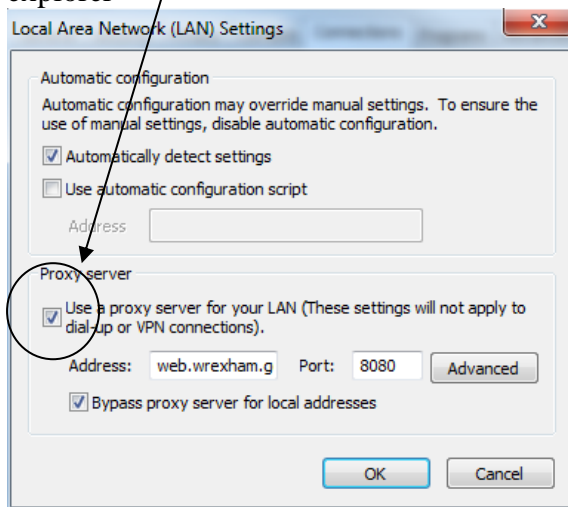 explorer
Local Area Network (LAN) Settings
Connections
Automatic configuration
Automatic configuration may override manual settings. To ensure the
use of manual settings, disable automatic configuration.
Automatically detect settings
Use automatic configuration script
Address
Proxy server
Use a proxy server for your LAN (These settings will not apply to
dial-up or VPN connections).
Address: web.wrexham.g Port: 8080 Advanced
Bypass proxy server for local addresses
OK Cancel